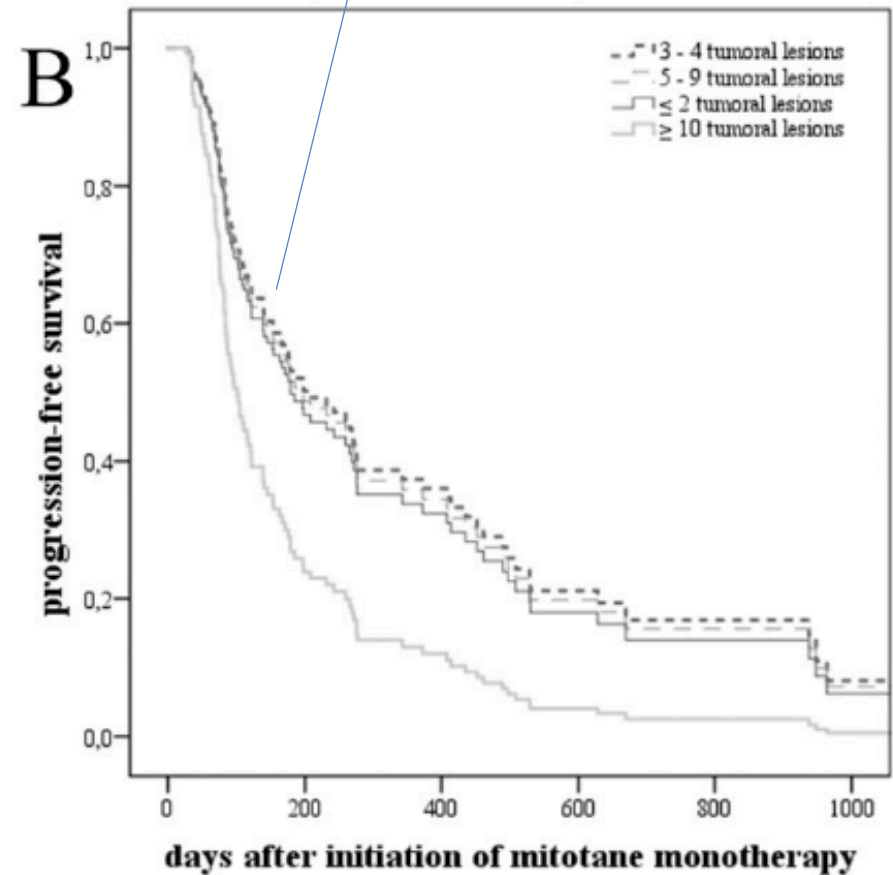 B
1,0
0,8
0,6
0,4
0,2
0,0
progression-free survival
3 - 4 tumoral lesions
5 - 9 tumoral lesions
≤ 2 tumoral lesions
≥ 10 tumoral lesions
0 200 400 600 800 1000
days after initiation of mitotane monotherapy